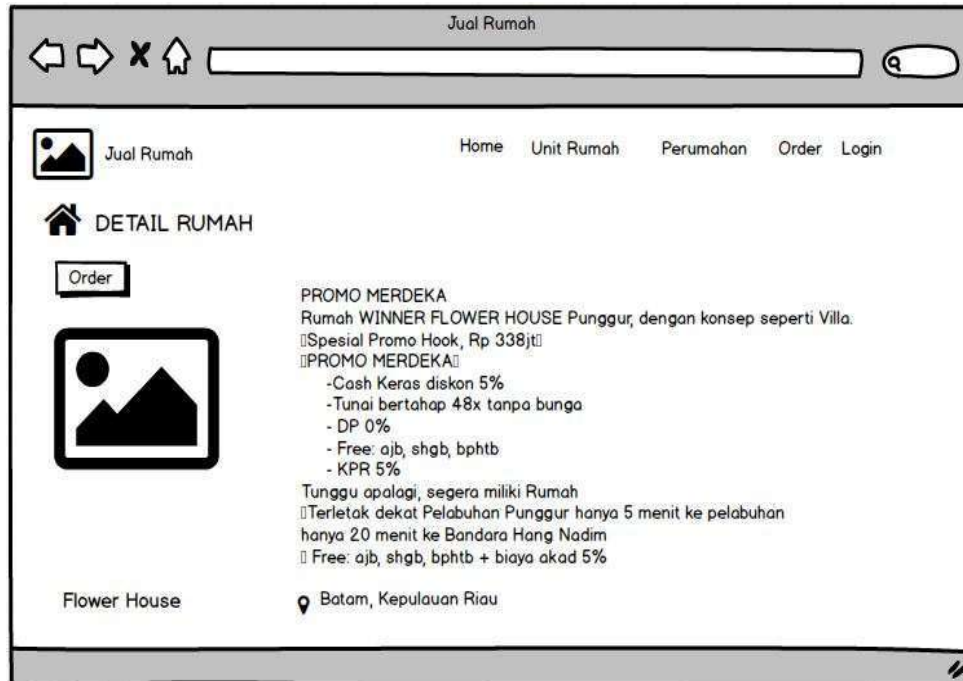 Jual Rumah
Jual Rumah
Home Unit Rumah Perumahan Order Login
DETAIL RUMAH
Order
PROMO MERDEKA
Rumah WINNER FLOWER HOUSE Punggur, dengan konsep seperti Villa.
▯Spesial Promo Hook, Rp 338jt▯
▯PROMO MERDEKA▯
-Cash Keras diskon 5%
-Tunai bertahap 48x tanpa bunga
- DP 0%
- Free: ajb, shgb, bphtb
- KPR 5%
Tunggu apalagi, segera miliki Rumah
▯Terletak dekat Pelabuhan Punggur hanya 5 menit ke pelabuhan
hanya 20 menit ke Bandara Hang Nadim
▯ Free: ajb, shgb, bphtb + biaya akad 5%
Flower House
Batam, Kepulauan Riau